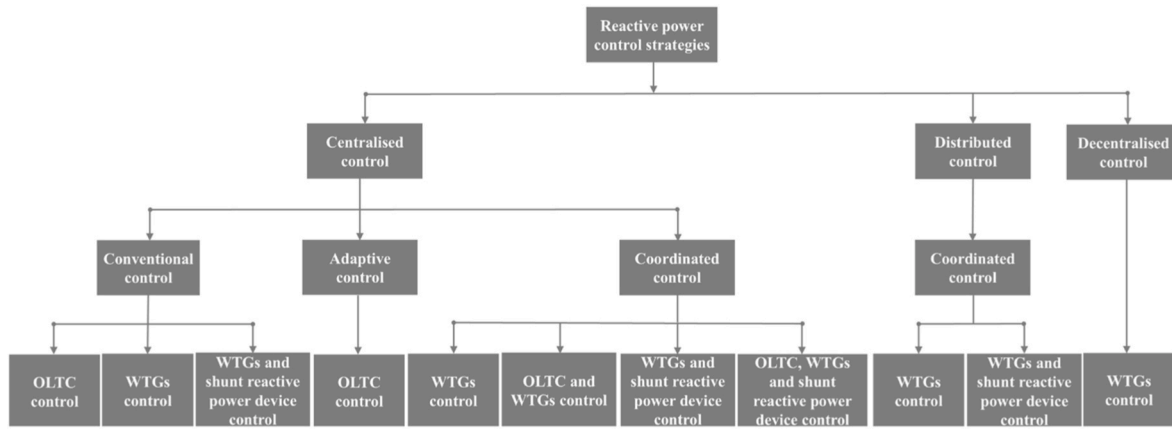 Reactive power
control strategies
Centralised
control
Distributed
control
Decentralised
control
Conventional
control
Adaptive
control
Coordinated
control
Coordinated
control
OLTC
control
WTGs
control
WTGs and
shunt reactive
power device
control
OLTC
control
WTGs
control
OLTC and
WTGs control
WTGs and
shunt reactive
power device
control
OLTC, WTGs
and shunt
reactive power
device control
WTGs
control
WTGs and
shunt reactive
power device
control
WTGs
control